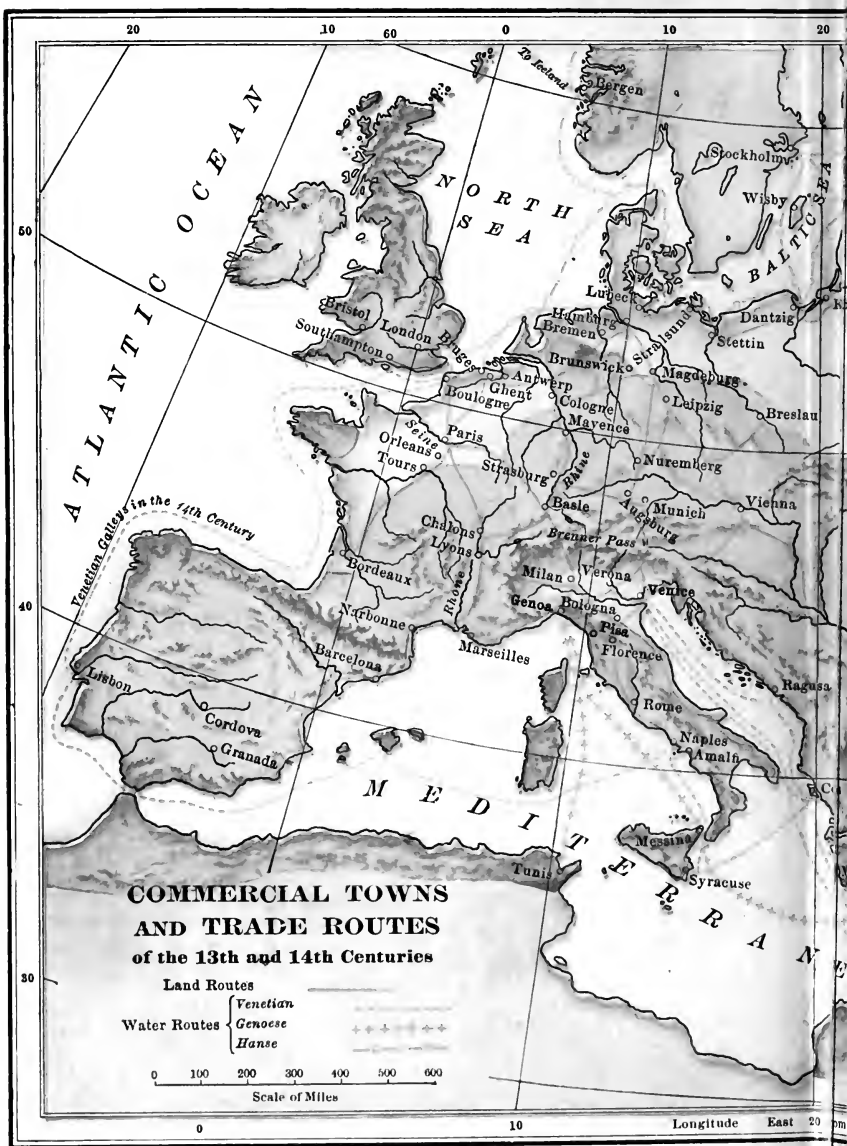 20
10
60
0
10
20
To Iceland
Bergen
Stockholm
Wisby
BALTIC SEA
NORTH
SEA
ATLANTIC OCEAN
50
Lubeck
Hamburg
Bremen
Stralsund
Dantzig
Stettin
Bristol
London
Southampton
Bruges
Brunswick
Magdeburg
Antwerp
Ghent
Boulogne
Cologne
Leipzig
Breslau
Mayence
Seine
Paris
Orleans
Tours
Strasburg
Rhine
Nuremberg
Basle
Augsburg
Munich
Vienna
Venetian Galleys in the 14th Century
Chalons
Lyons
Brenner Pass
Bordeaux
Milan
Verona
Venice
Rhone
Genoa
Bologna
Narbonne
Pisa
Florence
Marseilles
40
Barcelona
Ragusa
Lisbon
Rome
Cordova
Naples
Amalfi
Granada
Co
MEDITERRANE
Messina
Tunis
Syracuse
COMMERCIAL TOWNS
AND TRADE ROUTES
of the 13th and 14th Centuries
30
Land Routes
Water Routes
Venetian
Genoese
Hanse
0 100 200 300 400 500 600
Scale of Miles
0
10
Longitude East 20